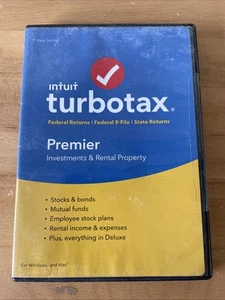 intuit
turbotax®
Federal Returns | Federal E-File | State Returns
Premier
Investments & Rental Property
• Stocks & bonds
• Mutual funds
• Employee stock plans
• Rental income & expenses
• Plus, everything in Deluxe
For Windows® and Mac®